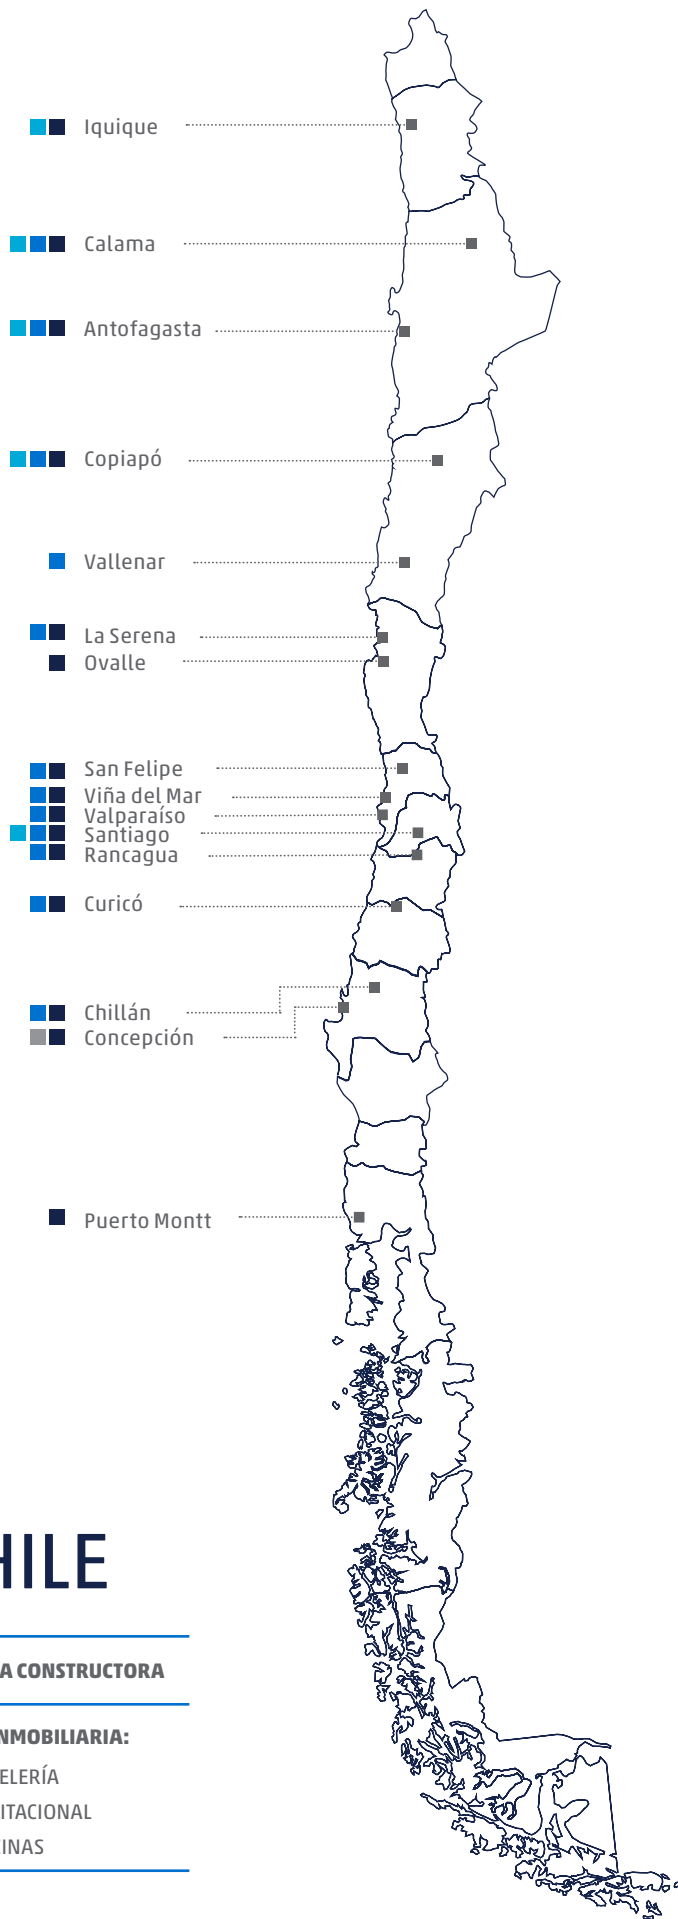 Iquique
Calama
Antofagasta
Copiapó
Vallenar
La Serena
Ovalle
San Felipe
Viña del Mar
Valparaíso
Santiago
Rancagua
Curicó
Chillán
Concepción
Puerto Montt
HILE
A CONSTRUCTORA
NMOBILIARIA:
ELERÍA
ITACIONAL
INAS